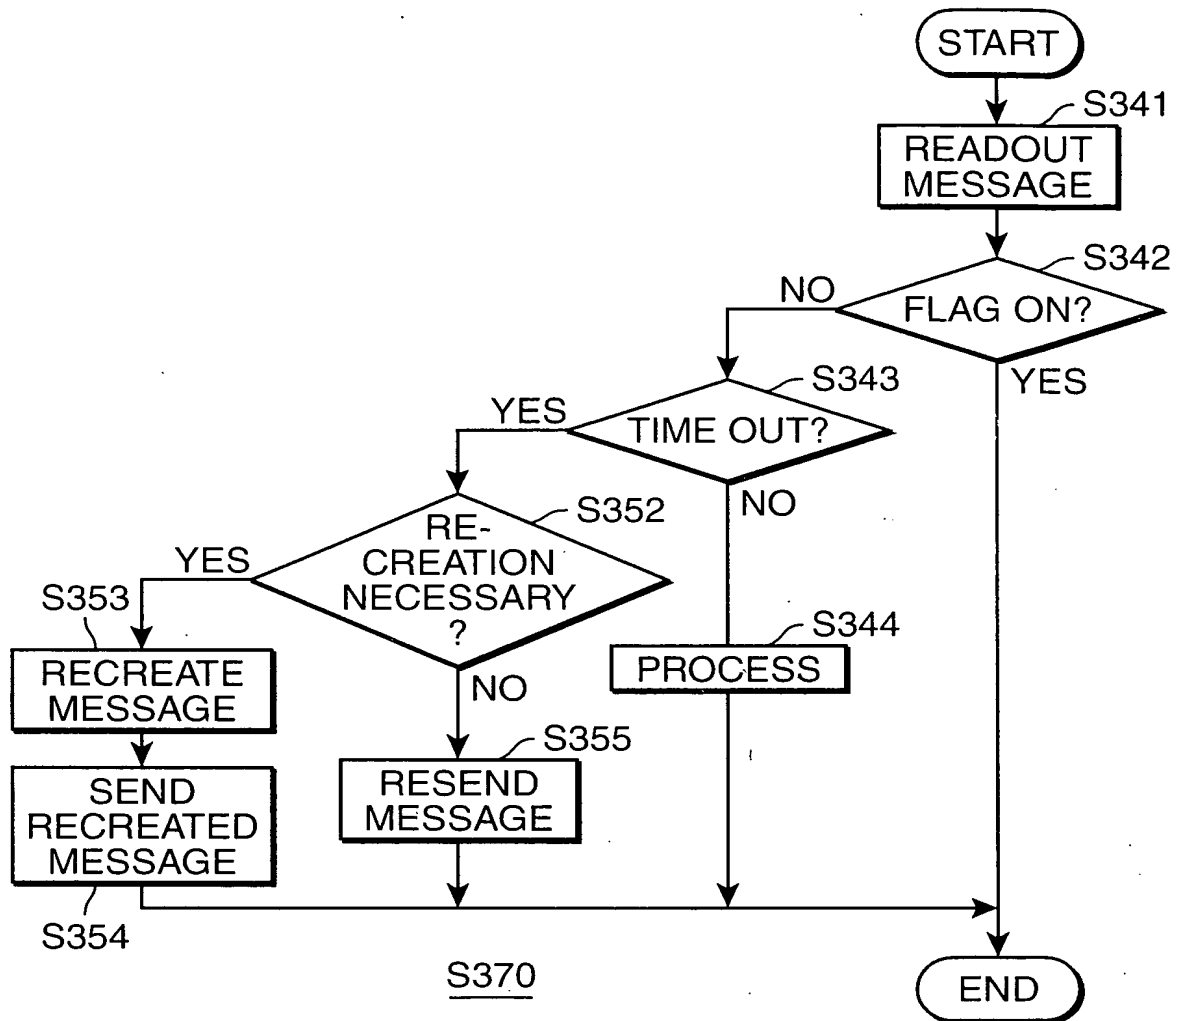 START
S341
READOUT
MESSAGE
S342
NO
FLAG ON?
YES
S343
YES
TIME OUT?
NO
S352
YES
RE-
CREATION
NECESSARY
?
NO
S353
RECREATE
MESSAGE
S344
PROCESS
S355
RESEND
MESSAGE
SEND
RECREATED
MESSAGE
S354
S370
END